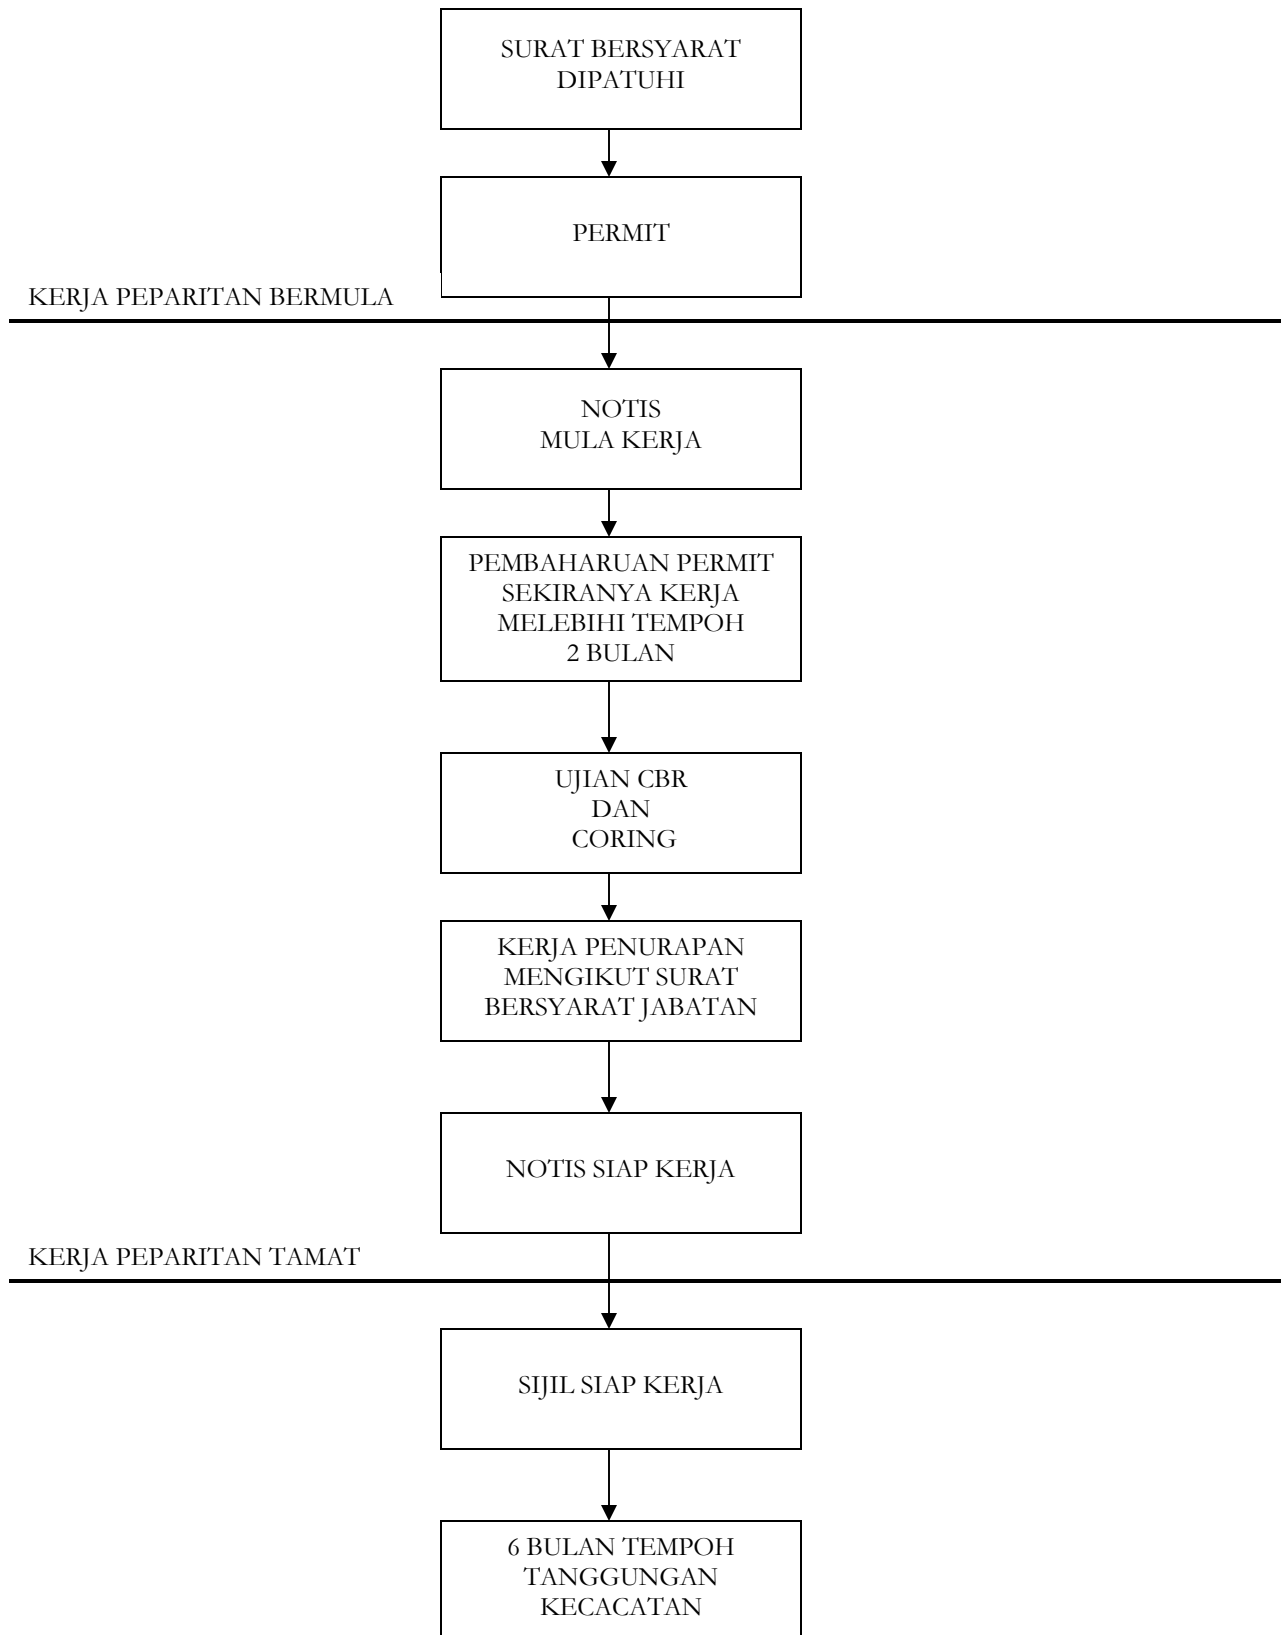 SURAT BERSYARAT
DIPATUHI
PERMIT
KERJA PEPARITAN BERMULA
NOTIS
MULA KERJA
PEMBAHARUAN PERMIT
SEKIRANYA KERJA
MELEBIHI TEMPOH
2 BULAN
UJIAN CBR
DAN
CORING
KERJA PENURAPAN
MENGIKUT SURAT
BERSYARAT JABATAN
NOTIS SIAP KERJA
KERJA PEPARITAN TAMAT
SIJIL SIAP KERJA
6 BULAN TEMPOH
TANGGUNGAN
KECACATAN